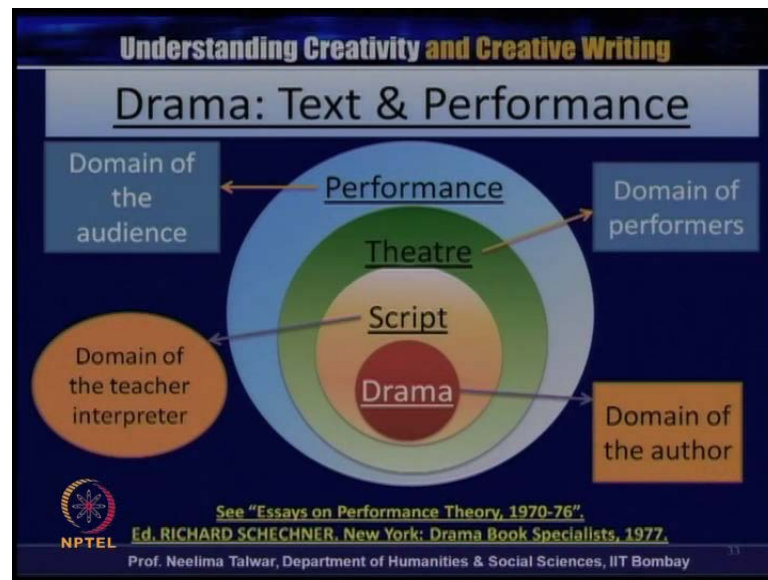 Understanding Creativity and Creative Writing
Drama: Text & Performance
Domain of
the
audience
Performance
Domain of
performers
Theatre
Script
Domain of
the teacher
interpreter
Drama
Domain of
the author
NPTEL
See “Essays on Performance Theory, 1970-76”.
Ed. RICHARD SCHECHNER. New York: Drama Book Specialists, 1977.
Prof. Neelima Talwar, Department of Humanities & Social Sciences, IIT Bombay
33